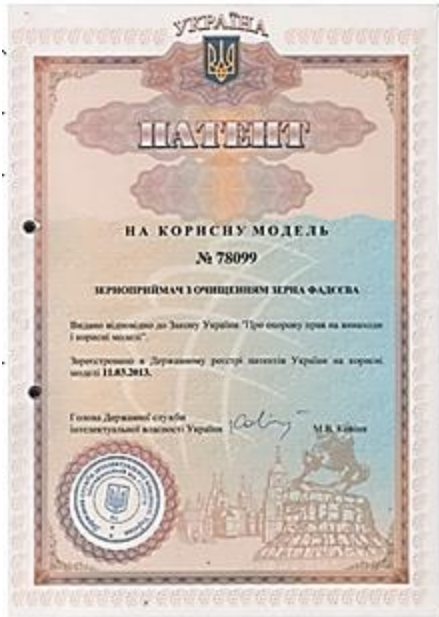 УКРАЇНА
ПАТЕНТ
НА КОРИСНУ МОДЕЛЬ
№ 78099
ЗЕРНОПРИЙМАЧ З ОЧИЩЕННЯМ ЗЕРНА ФАДЄЄВА
Видано відповідно до Закону України "Про охорону прав на винаходи
і корисні моделі".
Зареєстровано в Державному реєстрі патентів України на корисні
моделі 11.03.2013.
Голова Державної служби
інтелектуальної власності України
М.В. Ковіня